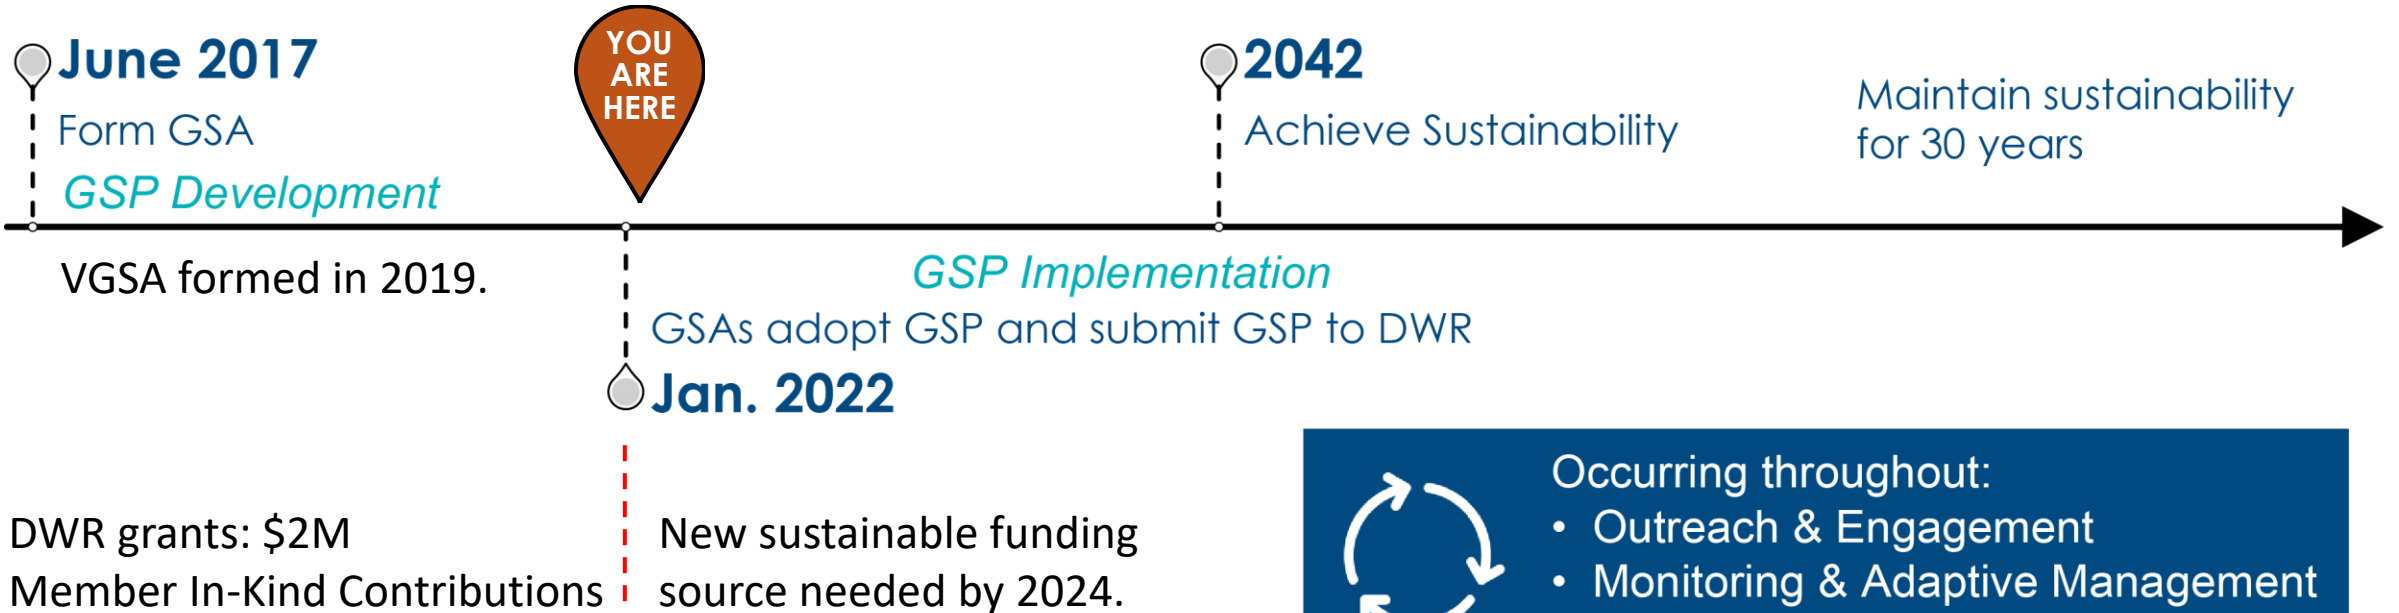 June 2017
Form GSA
GSP Development
YOU
ARE
HERE
2042
Achieve Sustainability
Maintain sustainability
for 30 years
VGSA formed in 2019.
GSP Implementation
GSAs adopt GSP and submit GSP to DWR
Jan. 2022
DWR grants: $2M
Member In-Kind Contributions
New sustainable funding
source needed by 2024.
Occurring throughout:
• Outreach & Engagement
• Monitoring & Adaptive Management